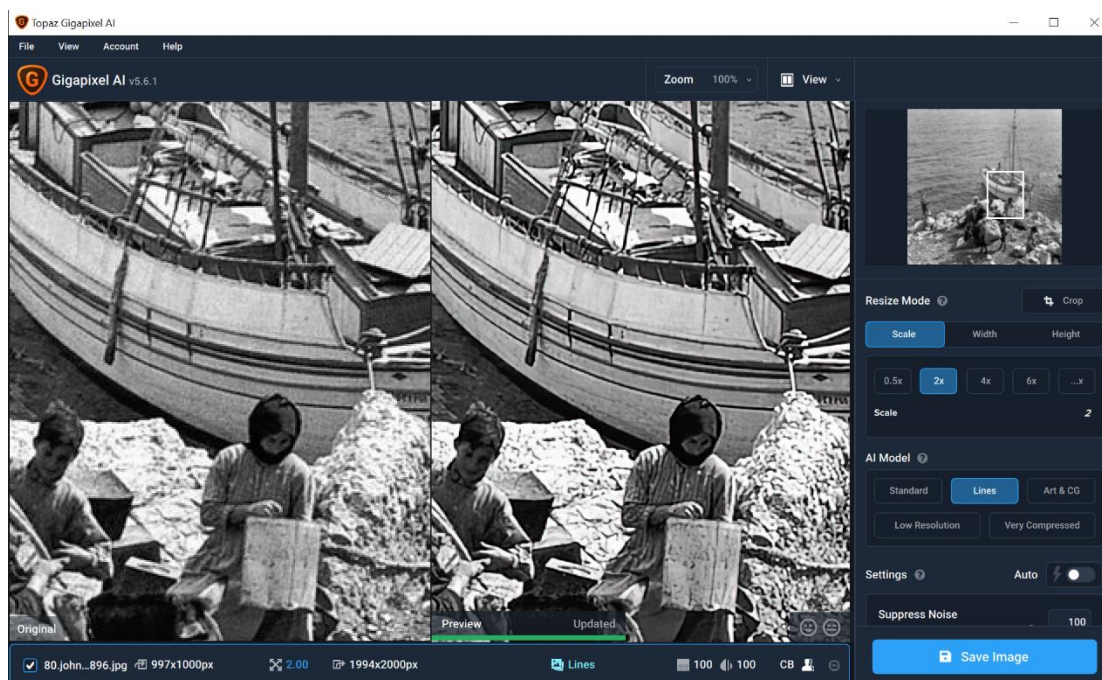 Topaz Gigapixel AI
File View Account Help
Gigapixel AI v5.6.1
Zoom 100%
View
Resize Mode
Crop
Scale Width Height
0.5x 2x 4x 6x ...x
Scale 2
AI Model
Standard Lines Art & CG
Low Resolution Very Compressed
Settings Auto
Suppress Noise 100
Save Image
Original
Preview Updated
80.john...896.jpg 997x1000px 2.00 1994x2000px Lines 100 100 CB